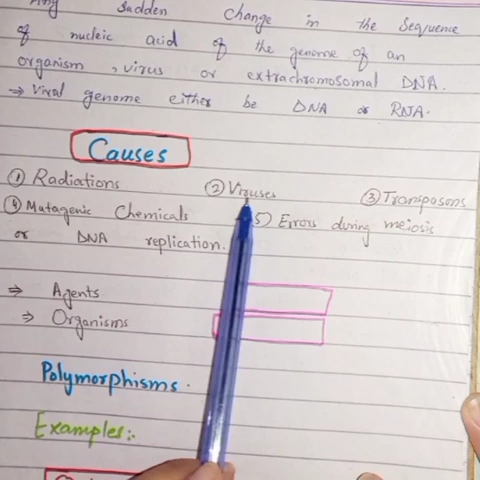 Sudden change in the Sequence
of nucleic acid of the genome of an
organism, virus or extrachromosomal DNA.
→ Viral genome either be DNA or RNA.
Causes
① Radiations ② Viruses ③ Transposons
④ Mutagenic Chemicals 5) Errors during meiosis
or DNA replication.
⇒ Agents
⇒ Organisms
Polymorphisms.
Examples:-